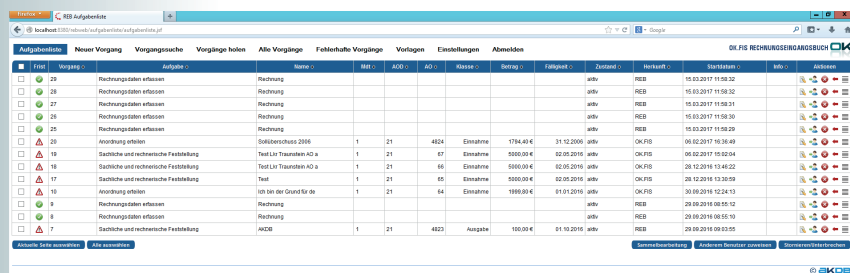 Firefox
REB Aufgabenliste
localhost:8380/rebweb/aufgabenliste/aufgabenliste.jsf
Google
Aufgabenliste Neuer Vorgang Vorgangssuche Vorgänge holen Alle Vorgänge Fehlerhafte Vorgänge Vorlagen Einstellungen Abmelden
OK.FIS RECHNUNGSEINGANGSBUCH OK
Frist Vorgang Aufgabe Name Mdt AOD AO Klasse Betrag Fälligkeit Zustand Herkunft Startdatum Info Aktionen
29 Rechnungsdaten erfassen Rechnung aktiv REB 15.03.2017 11:58:32
28 Rechnungsdaten erfassen Rechnung aktiv REB 15.03.2017 11:58:32
27 Rechnungsdaten erfassen Rechnung aktiv REB 15.03.2017 11:58:31
26 Rechnungsdaten erfassen Rechnung aktiv REB 15.03.2017 11:58:30
25 Rechnungsdaten erfassen Rechnung aktiv REB 15.03.2017 11:58:29
20 Anordnung erteilen Sollüberschuss 2006 1 21 4824 Einnahme 1794,40 € 31.12.2006 aktiv OK.FIS 06.02.2017 16:36:49
19 Sachliche und rechnerische Feststellung Test Lkr Traunstein AO a 1 21 67 Einnahme 5000,00 € 02.05.2016 aktiv OK.FIS 06.02.2017 15:02:04
18 Sachliche und rechnerische Feststellung Test Lkr Traunstein AO a 1 21 66 Einnahme 5000,00 € 02.05.2016 aktiv OK.FIS 28.12.2016 13:46:22
17 Sachliche und rechnerische Feststellung Test 1 21 65 Einnahme 5000,00 € 02.05.2016 aktiv OK.FIS 28.12.2016 13:30:59
10 Anordnung erteilen Ich bin der Grund für de 1 21 64 Einnahme 1999,80 € 01.01.2016 aktiv OK.FIS 30.09.2016 12:24:13
9 Rechnungsdaten erfassen Rechnung aktiv REB 29.09.2016 08:55:12
8 Rechnungsdaten erfassen Rechnung aktiv REB 29.09.2016 08:55:10
7 Sachliche und rechnerische Feststellung AKDB 1 21 4823 Ausgabe 100,00 € 01.10.2016 aktiv REB 29.09.2016 09:03:55
Aktuelle Seite auswählen Alle auswählen Sammelbearbeitung Anderem Benutzer zuweisen Stornieren/Unterbrechen
© AKDB